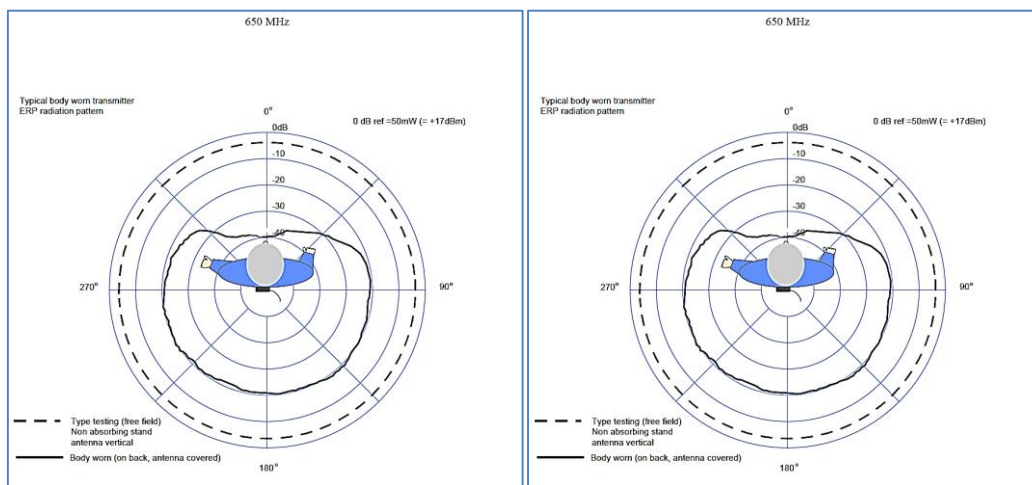 650 MHz
Typical body worn transmitter
ERP radiation pattern
0°
0 dB ref =50mW (= +17dBm)
0dB
-10
-20
-30
-40
270°
90°
Type testing (free field)
Non absorbing stand
antenna vertical
Body worn (on back, antenna covered)
180°
650 MHz
Typical body worn transmitter
ERP radiation pattern
0°
0 dB ref =50mW (= +17dBm)
0dB
-10
-20
-30
-40
270°
90°
Type testing (free field)
Non absorbing stand
antenna vertical
Body worn (on back, antenna covered)
180°